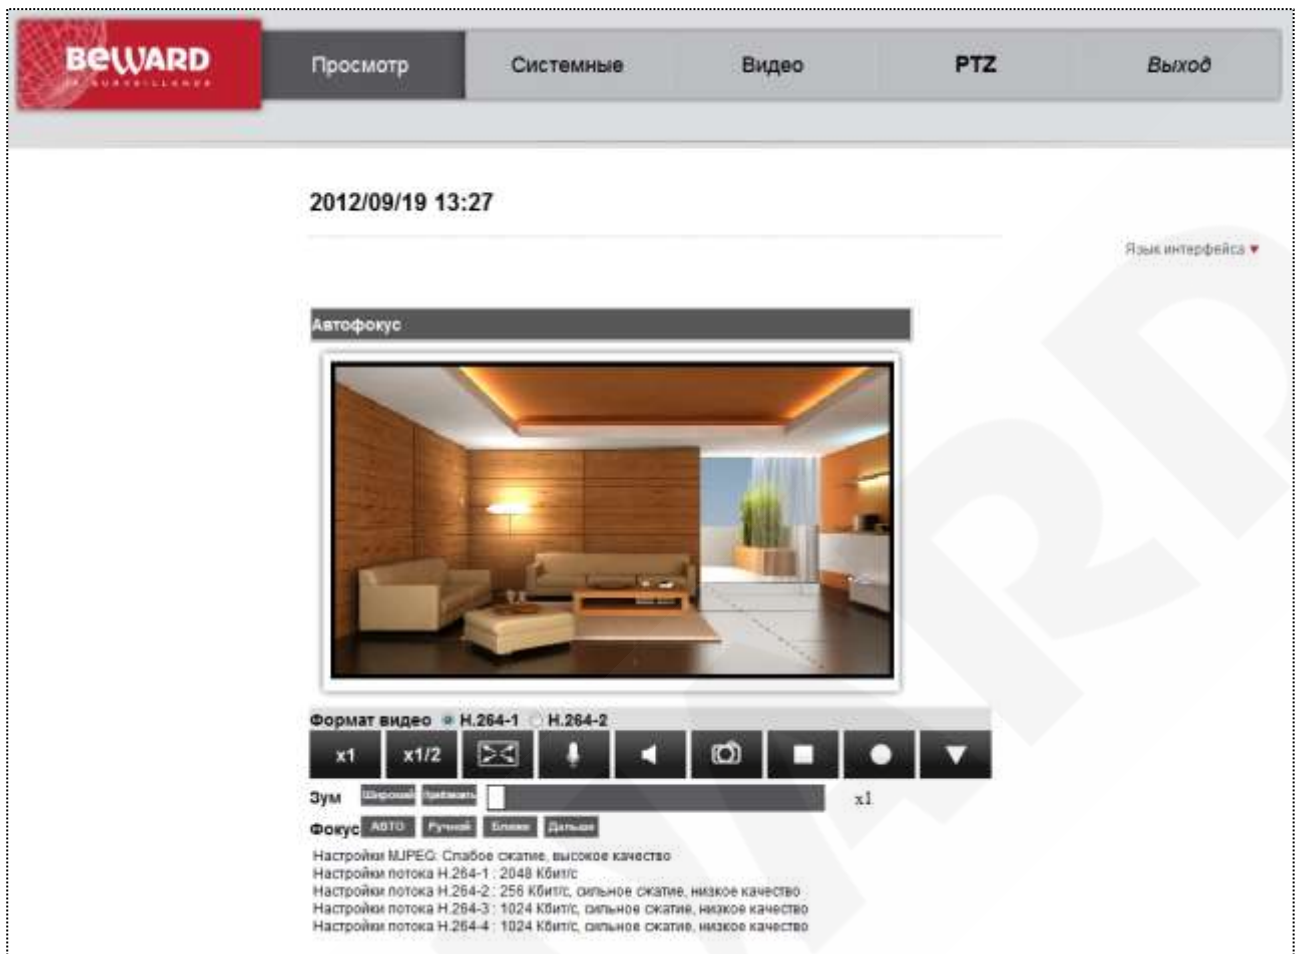 BEWARD
IP SURVEILLANCE
Просмотр Системные Видео PTZ Выход
2012/09/19 13:27
Язык интерфейса
Автофокус
Формат видео H.264-1 H.264-2
x1 x1/2
Зум Широкий x1
Фокус АВТО Ручной Ближе Дальше
Настройки MJPEG: Слабое сжатие, высокое качество
Настройки потока H.264-1 : 2048 Кбит/с
Настройки потока H.264-2 : 256 Кбит/с, сильное сжатие, низкое качество
Настройки потока H.264-3 : 1024 Кбит/с, сильное сжатие, низкое качество
Настройки потока H.264-4 : 1024 Кбит/с, сильное сжатие, низкое качество